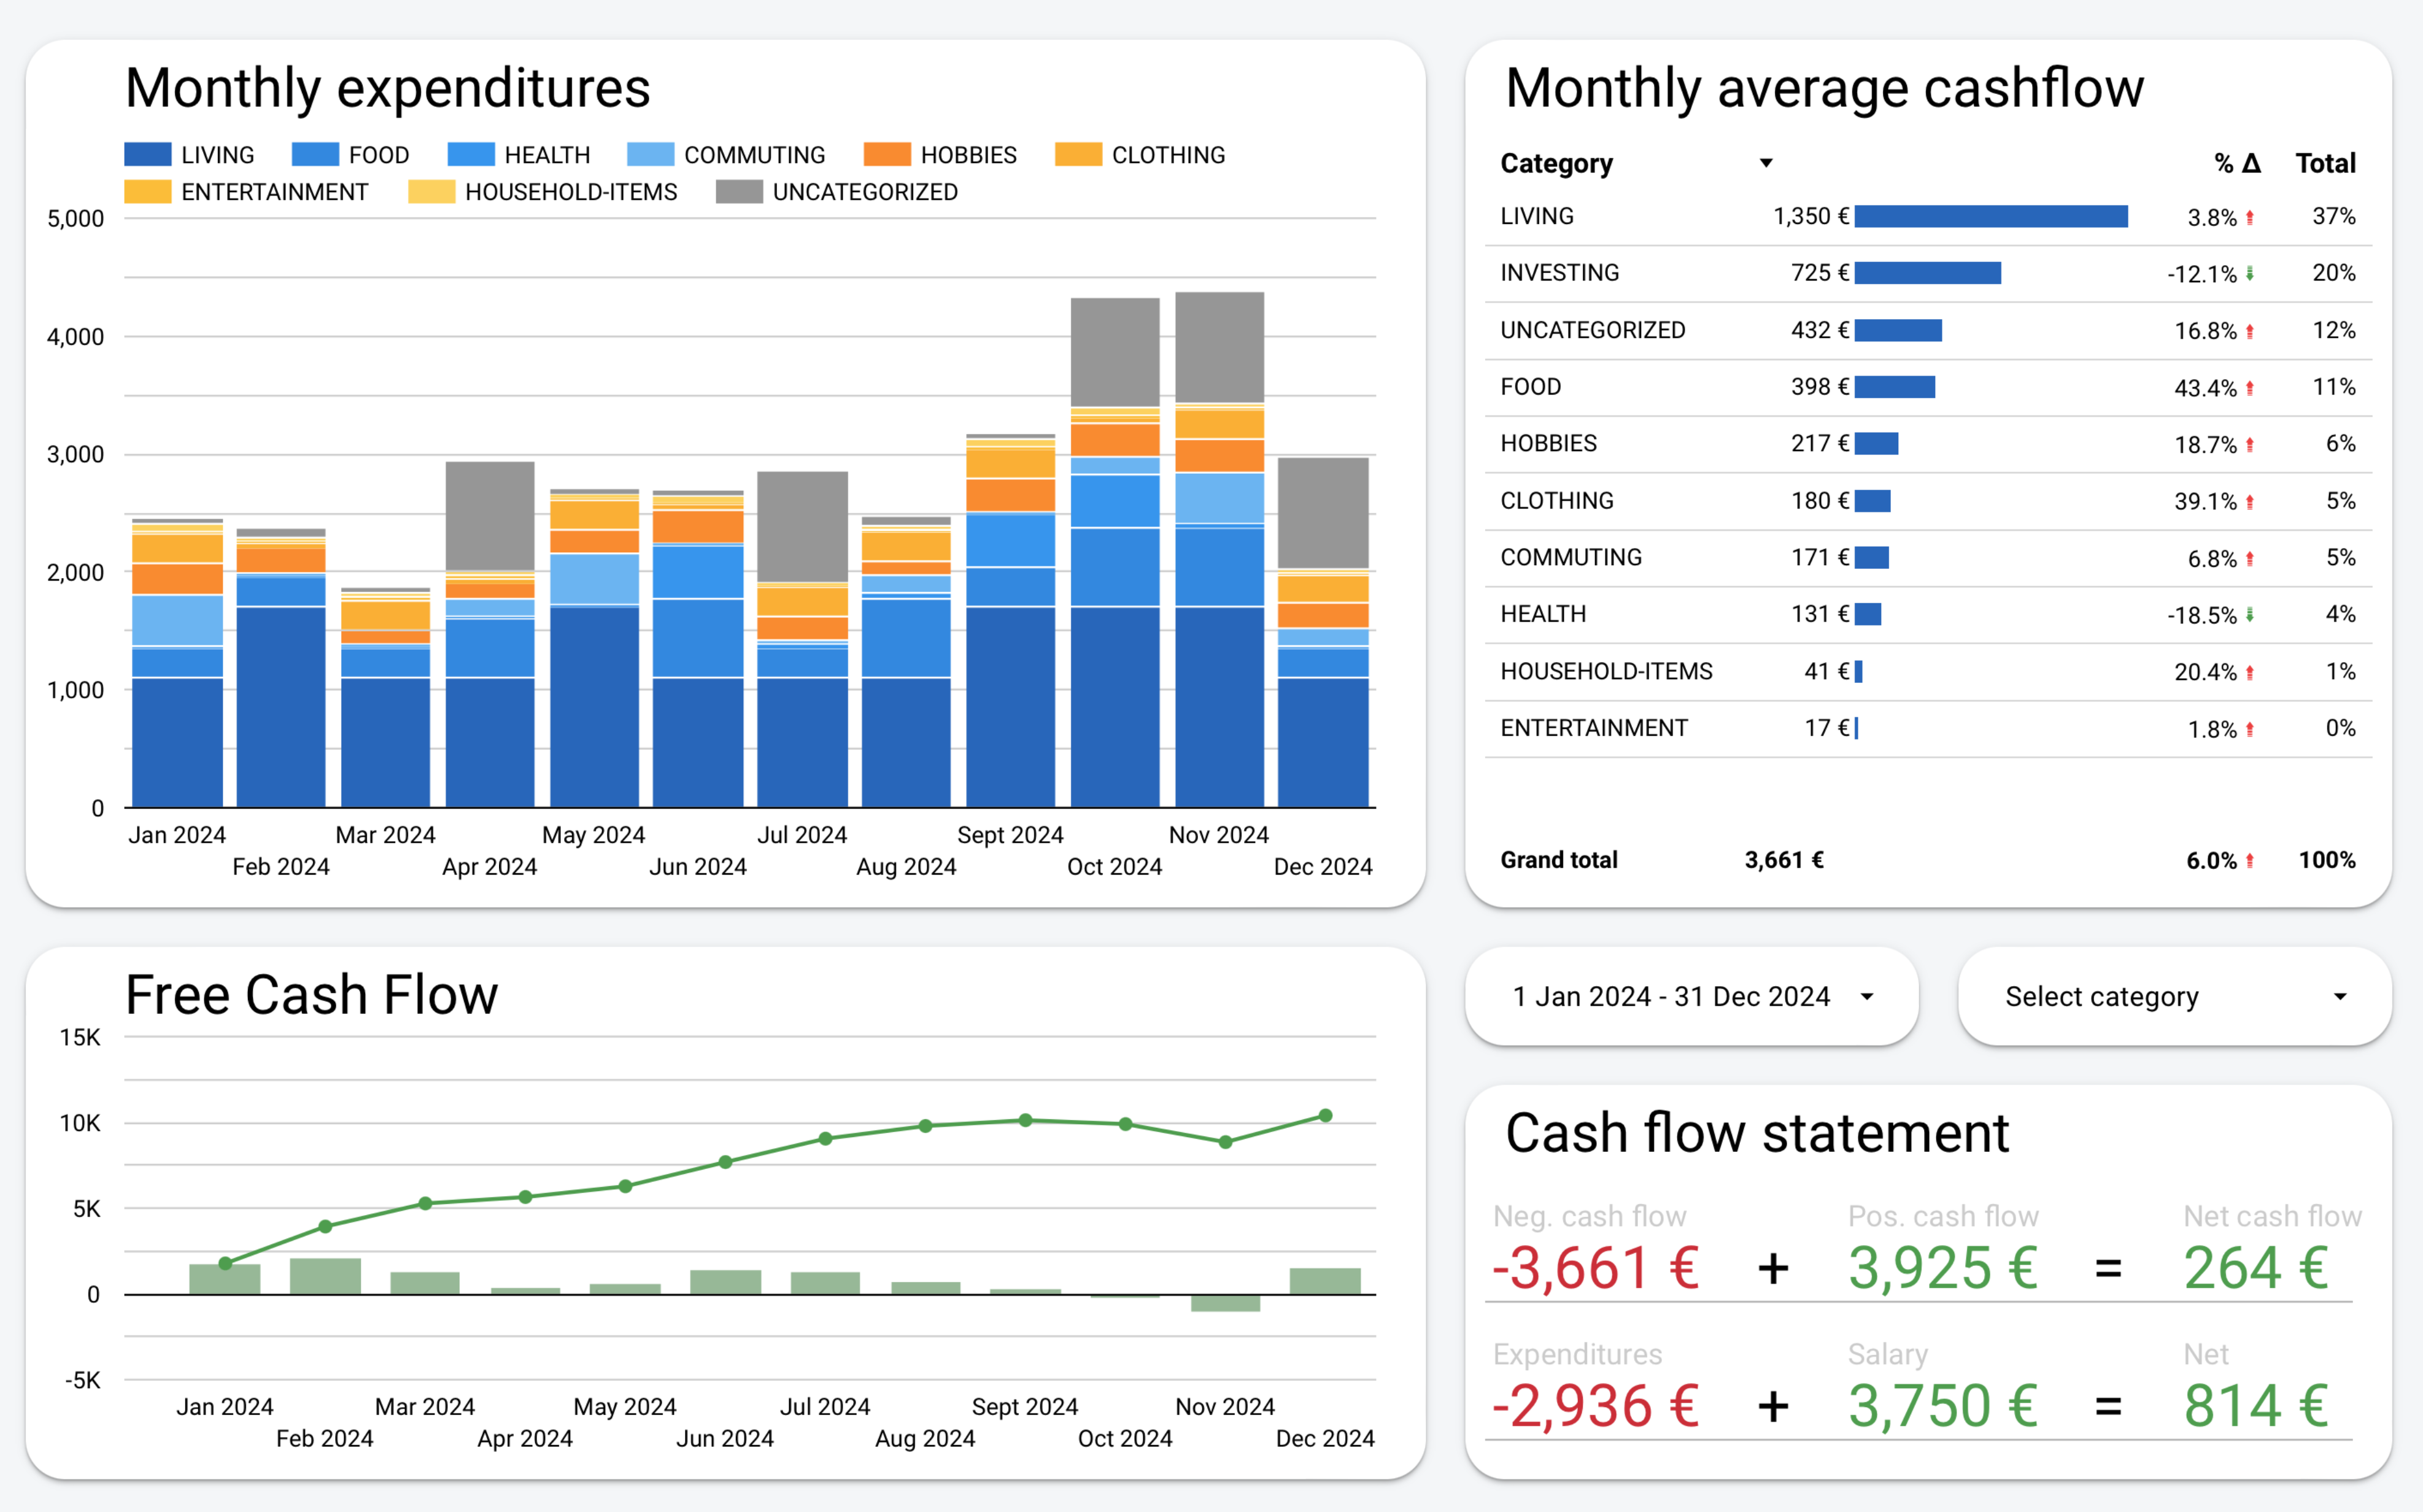 Monthly expenditures
LIVING FOOD HEALTH COMMUTING HOBBIES CLOTHING
ENTERTAINMENT HOUSEHOLD-ITEMS UNCATEGORIZED
5,000
4,000
3,000
2,000
1,000
0
Jan 2024 Mar 2024 May 2024 Jul 2024 Sept 2024 Nov 2024
Feb 2024 Apr 2024 Jun 2024 Aug 2024 Oct 2024 Dec 2024
Monthly average cashflow
Category % Δ Total
LIVING 1,350 € 3.8% 37%
INVESTING 725 € -12.1% 20%
UNCATEGORIZED 432 € 16.8% 12%
FOOD 398 € 43.4% 11%
HOBBIES 217 € 18.7% 6%
CLOTHING 180 € 39.1% 5%
COMMUTING 171 € 6.8% 5%
HEALTH 131 € -18.5% 4%
HOUSEHOLD-ITEMS 41 € 20.4% 1%
ENTERTAINMENT 17 € 1.8% 0%
Grand total 3,661 € 6.0% 100%
Free Cash Flow
15K
10K
5K
0
-5K
Jan 2024 Mar 2024 May 2024 Jul 2024 Sept 2024 Nov 2024
Feb 2024 Apr 2024 Jun 2024 Aug 2024 Oct 2024 Dec 2024
1 Jan 2024 - 31 Dec 2024 Select category
Cash flow statement
Neg. cash flow Pos. cash flow Net cash flow
-3,661 € + 3,925 € = 264 €
Expenditures Salary Net
-2,936 € + 3,750 € = 814 €